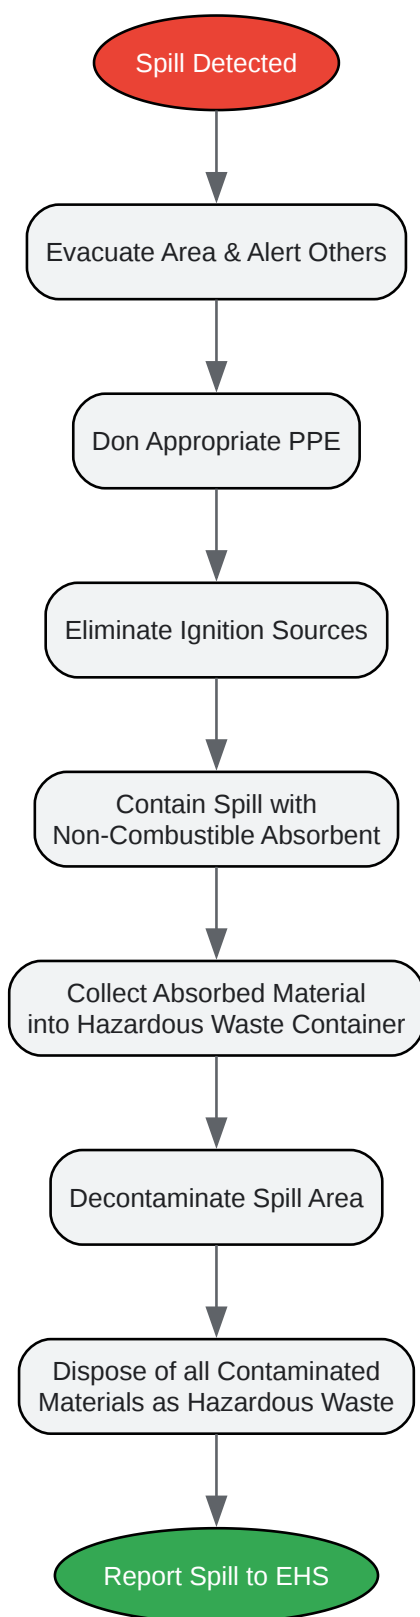 Spill Detected
Evacuate Area & Alert Others
Don Appropriate PPE
Eliminate Ignition Sources
Contain Spill with
Non-Combustible Absorbent
Collect Absorbed Material
into Hazardous Waste Container
Decontaminate Spill Area
Dispose of all Contaminated
Materials as Hazardous Waste
Report Spill to EHS